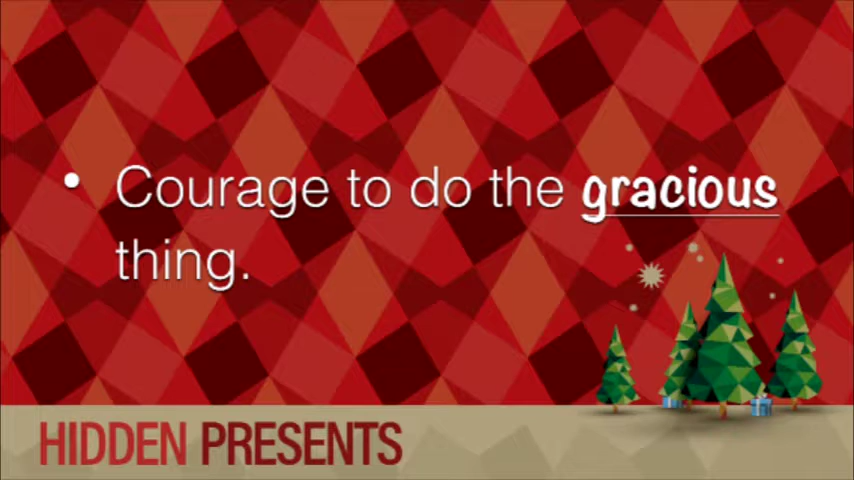 • Courage to do the gracious
thing.
HIDDEN PRESENTS